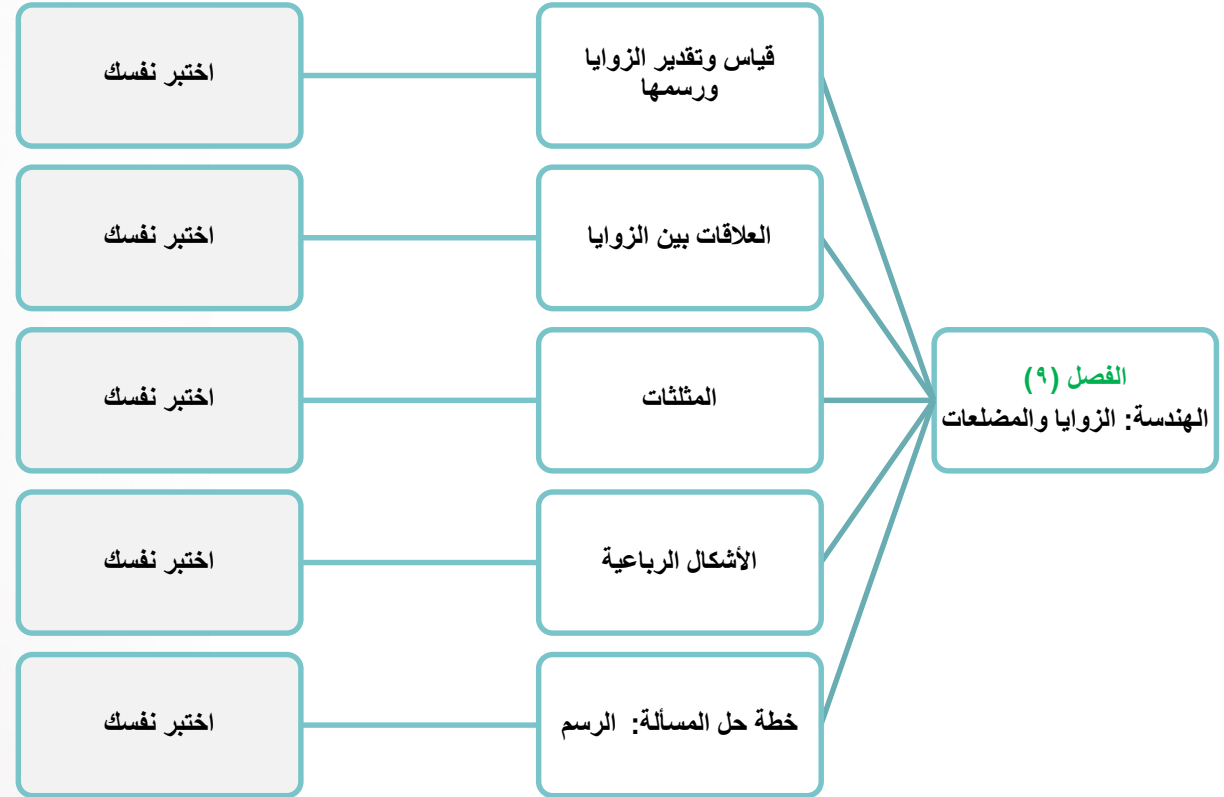 الفصل (٩)
الهندسة: الزوايا والمضلعات
قياس وتقدير الزوايا
ورسمها
اختبر نفسك
العلاقات بين الزوايا
اختبر نفسك
المثلثات
اختبر نفسك
الأشكال الرباعية
اختبر نفسك
خطة حل المسألة: الرسم
اختبر نفسك